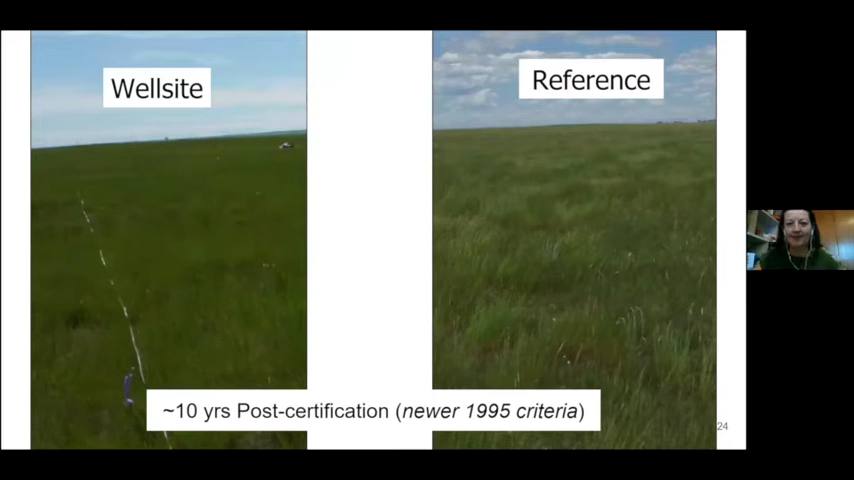 Wellsite
Reference
~10 yrs Post-certification (newer 1995 criteria)
24